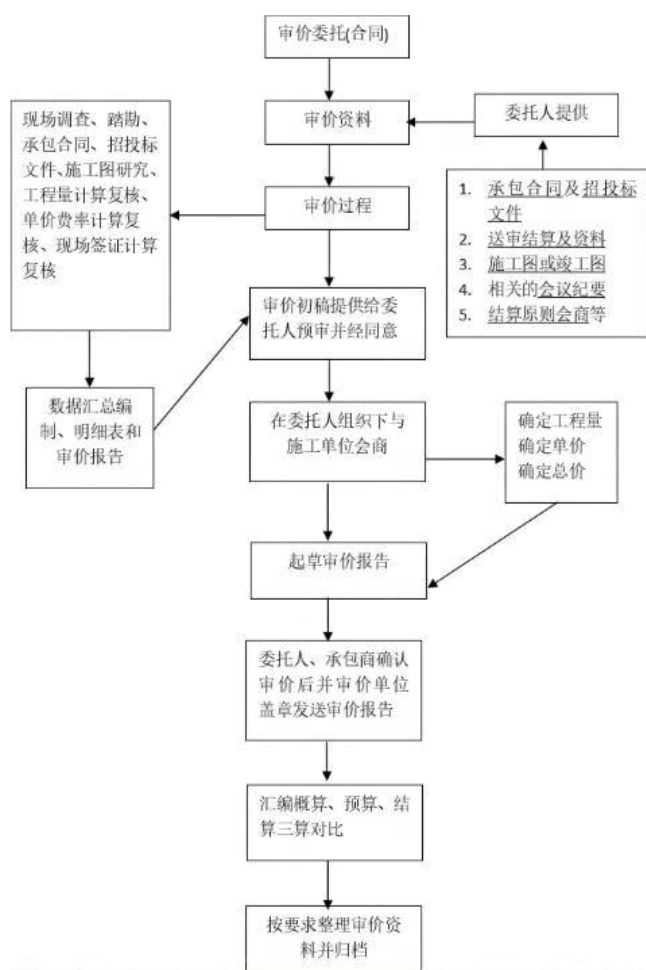 审价委托(合同)
审价资料
委托人提供
1. 承包合同及招投标
文件
2. 送审结算及资料
3. 施工图或竣工图
4. 相关的会议纪要
5. 结算原则会商等
现场调查、踏勘、
承包合同、招投标
文件、施工图研究、
工程量计算复核、
单价费率计算复
核、现场签证计算
复核
审价过程
审价初稿提供给委
托人预审并经同意
数据汇总编
制、明细表和
审价报告
在委托人组织下与
施工单位会商
确定工程量
确定单价
确定总价
起草审价报告
委托人、承包商确认
审价后并审价单位
盖章发送审价报告
汇编概算、预算、结
算三算对比
按要求整理审价资
料并归档